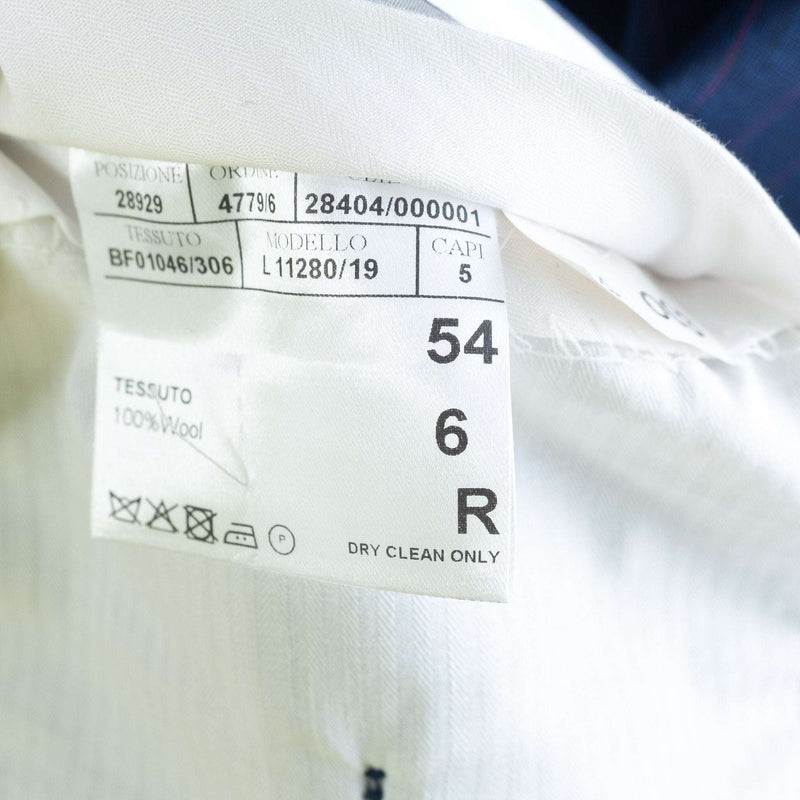 POSIZIONE ORDINE
28929 4779/6 28404/000001
TESSUTO MODELLO CAPI
BF01046/306 L11280/19 5
54
TESSUTO
100%Wool
6
R
P
DRY CLEAN ONLY